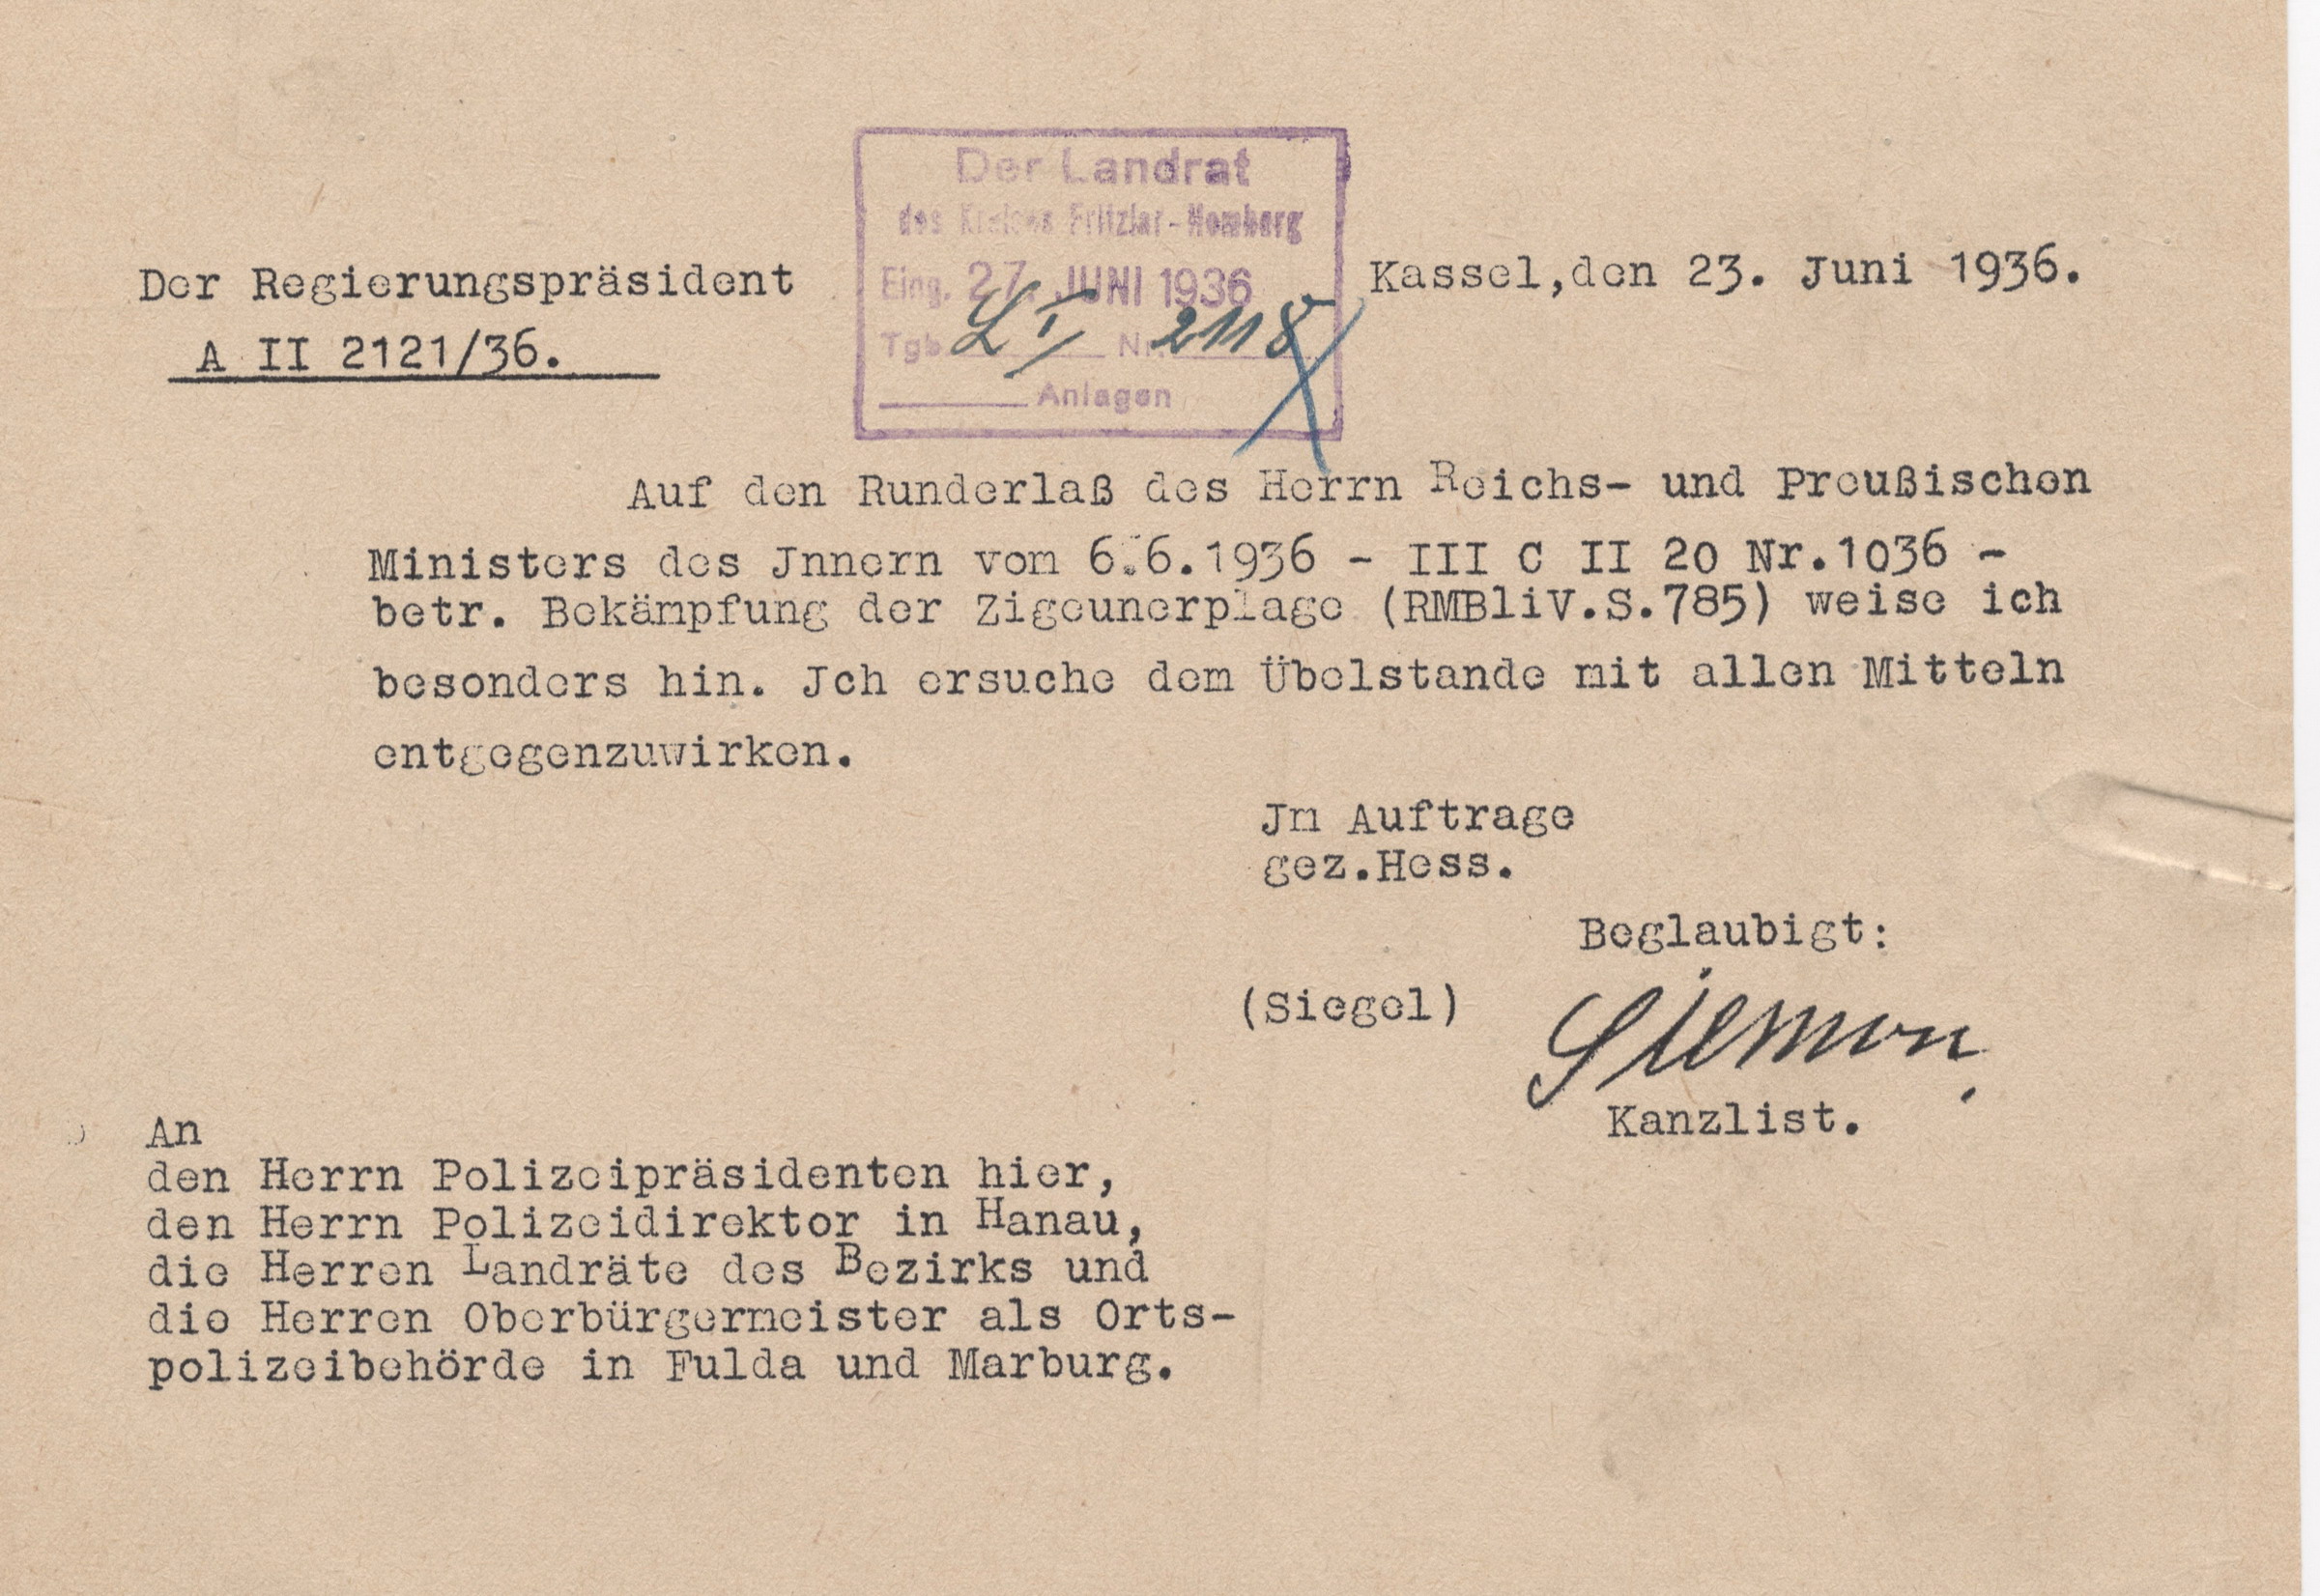 Der Landrat
des Kreises Fritzlar-Homberg
Eing. 27. JUNI 1936
Tgb. L I Nr. 2118
Anlagen
Der Regierungspräsident
A II 2121/36.
Kassel,den 23. Juni 1936.
Auf den Runderlaß des Herrn Reichs- und Preußischen
Ministers des Jnnern vom 6.6.1936 - III C II 20 Nr.1036 -
betr. Bekämpfung der Zigeunerplage (RMBliV.S.785) weise ich
besonders hin. Jch ersuche dem Übelstande mit allen Mitteln
entgegenzuwirken.
Jm Auftrage
gez.Hess.
Beglaubigt:
(Siegel)
Siemon
Kanzlist.
An
den Herrn Polizeipräsidenten hier,
den Herrn Polizeidirektor in Hanau,
die Herren Landräte des Bezirks und
die Herren Oberbürgermeister als Orts-
polizeibehörde in Fulda und Marburg.